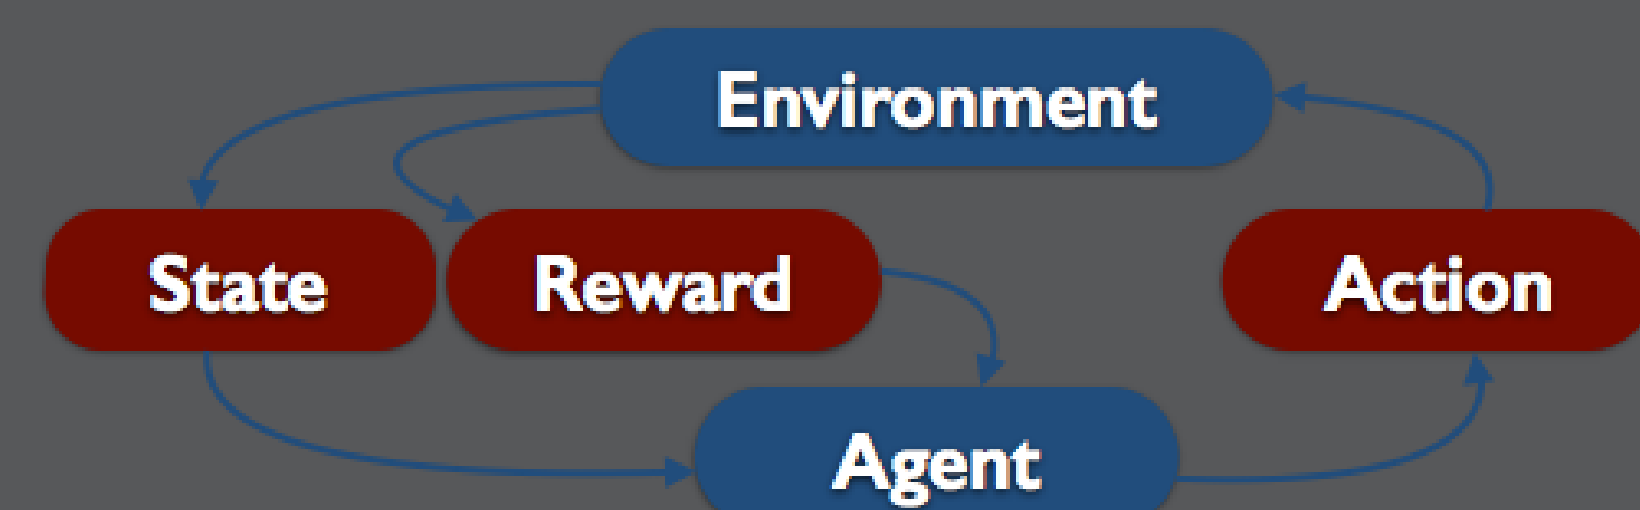 Environment
State
Reward
Action
Agent